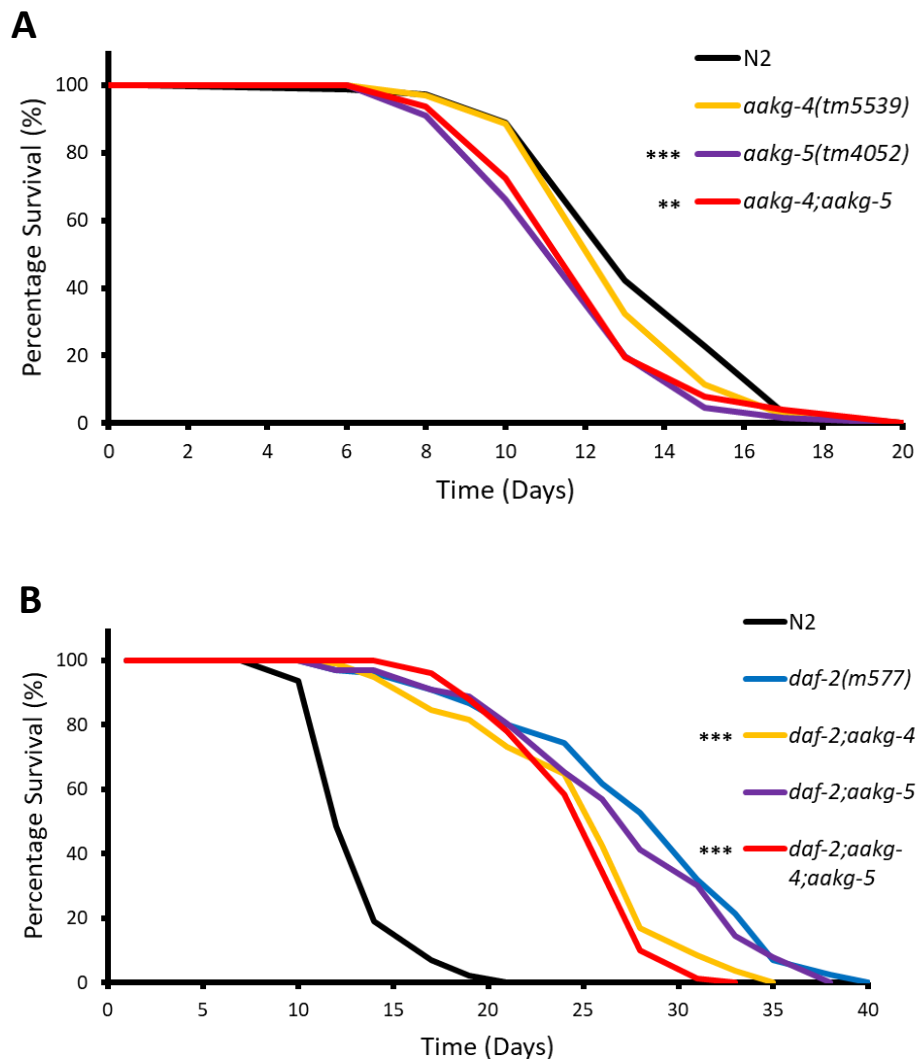 A
N2
aakg-4(tm5539)
*** aakg-5(tm4052)
** aakg-4;aakg-5
Percentage Survival (%)
100
80
60
40
20
0
0 2 4 6 8 10 12 14 16 18 20
Time (Days)
B
N2
daf-2(m577)
*** daf-2;aakg-4
daf-2;aakg-5
*** daf-2;aakg-
4;aakg-5
Percentage Survival (%)
100
80
60
40
20
0
0 5 10 15 20 25 30 35 40
Time (Days)